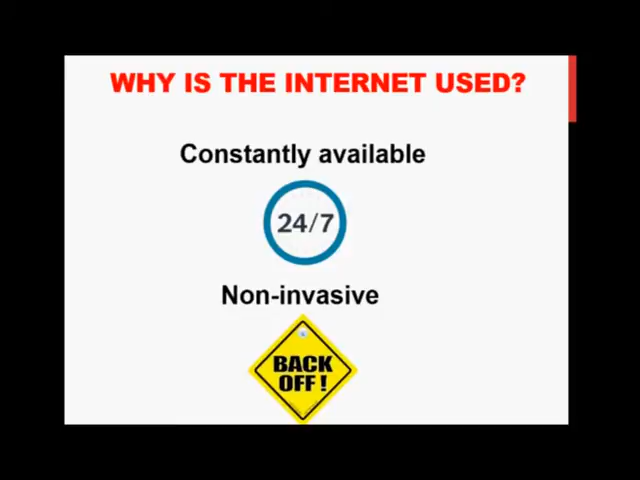 WHY IS THE INTERNET USED?
Constantly available
24/7
Non-invasive
BACK
OFF!